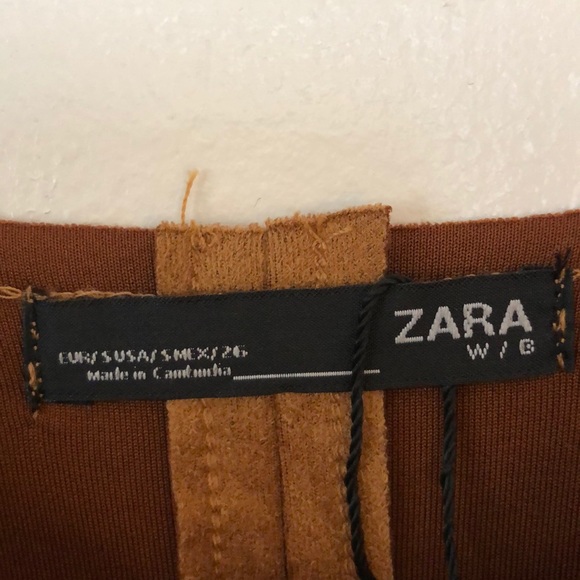 EUR/S USA/S MEX/26
Made in Cambodia
ZARA
W/B